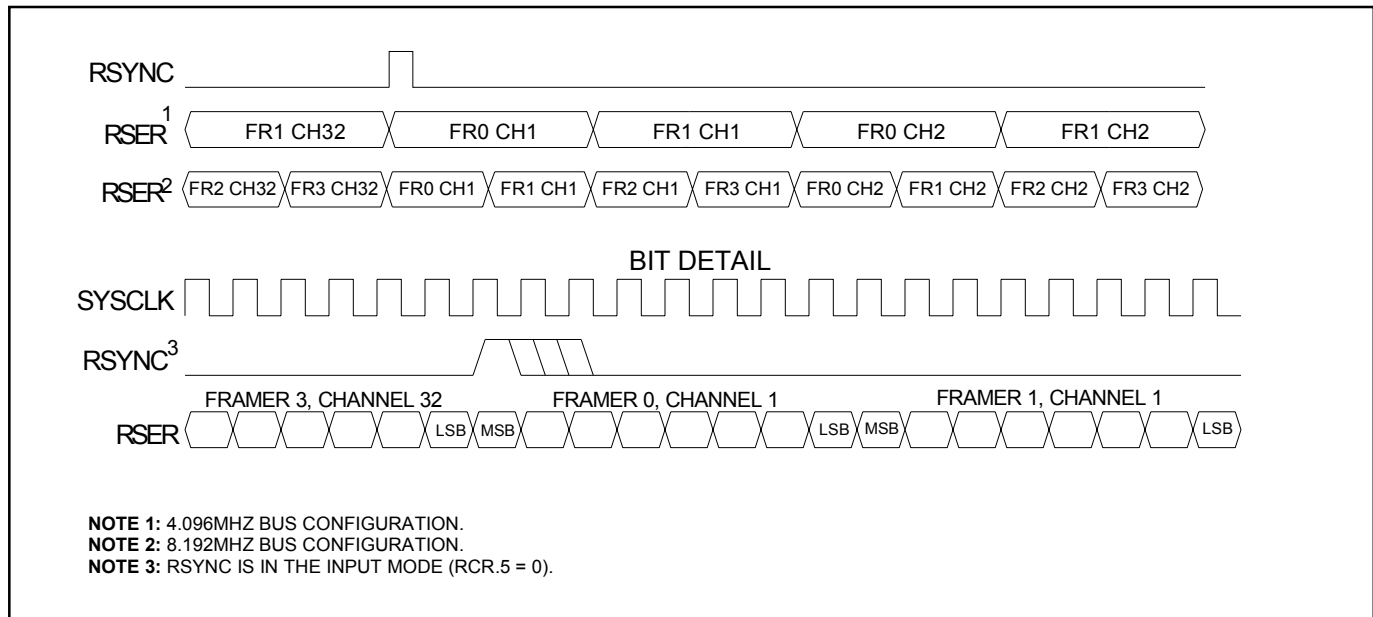 RSYNC
RSER1 FR1 CH32 FR0 CH1 FR1 CH1 FR0 CH2 FR1 CH2
RSER2 FR2 CH32 FR3 CH32 FR0 CH1 FR1 CH1 FR2 CH1 FR3 CH1 FR0 CH2 FR1 CH2 FR2 CH2 FR3 CH2
BIT DETAIL
SYSCLK
RSYNC3
FRAMER 3, CHANNEL 32 FRAMER 0, CHANNEL 1 FRAMER 1, CHANNEL 1
RSER LSB MSB LSB MSB LSB
NOTE 1: 4.096MHZ BUS CONFIGURATION.
NOTE 2: 8.192MHZ BUS CONFIGURATION.
NOTE 3: RSYNC IS IN THE INPUT MODE (RCR.5 = 0).